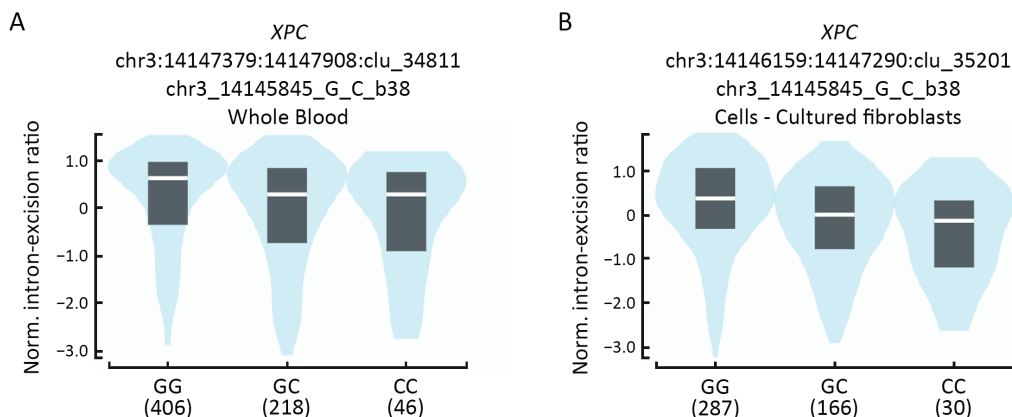 A
XPC
chr3:14147379:14147908:clu_34811
chr3_14145845_G_C_b38
Whole Blood
Norm. intron-excision ratio
1.0
0
−1.0
−2.0
−3.0
GG GC CC
(406) (218) (46)
B
XPC
chr3:14146159:14147290:clu_35201
chr3_14145845_G_C_b38
Cells - Cultured fibroblasts
Norm. intron-excision ratio
1.0
0
−1.0
−2.0
−3.0
GG GC CC
(287) (166) (30)